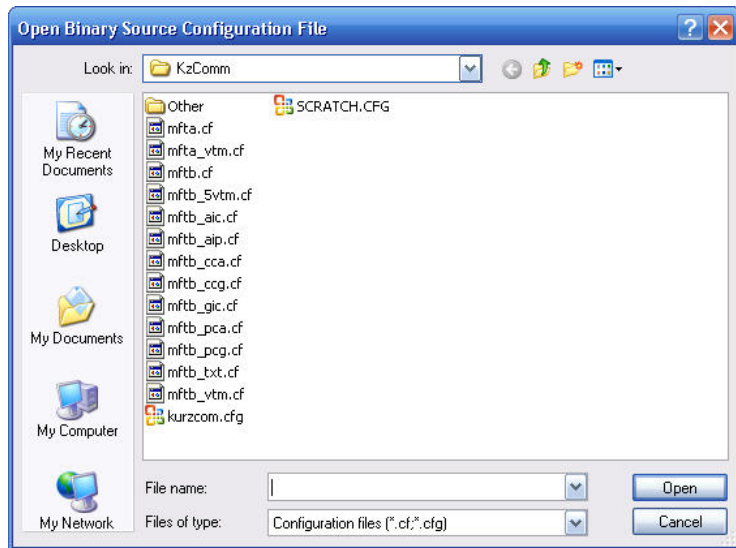 Open Binary Source Configuration File
Look in: KzComm
My Recent Documents
Desktop
My Documents
My Computer
My Network
Other
mfta.cf
mfta_vtm.cf
mftb.cf
mftb_5vtm.cf
mftb_aic.cf
mftb_aip.cf
mftb_cca.cf
mftb_ccg.cf
mftb_gic.cf
mftb_pca.cf
mftb_pcg.cf
mftb_txt.cf
mftb_vtm.cf
kurzcom.cfg
SCRATCH.CFG
File name:
Open
Files of type: Configuration files (*.cf;*.cfg)
Cancel